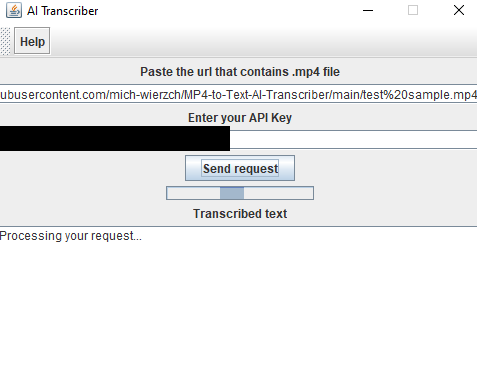 AI Transcriber
Help
Paste the url that contains .mp4 file
ubusercontent.com/mich-wierzch/MP4-to-Text-AI-Transcriber/main/test%20sample.mp4
Enter your API Key
Send request
Transcribed text
Processing your request...